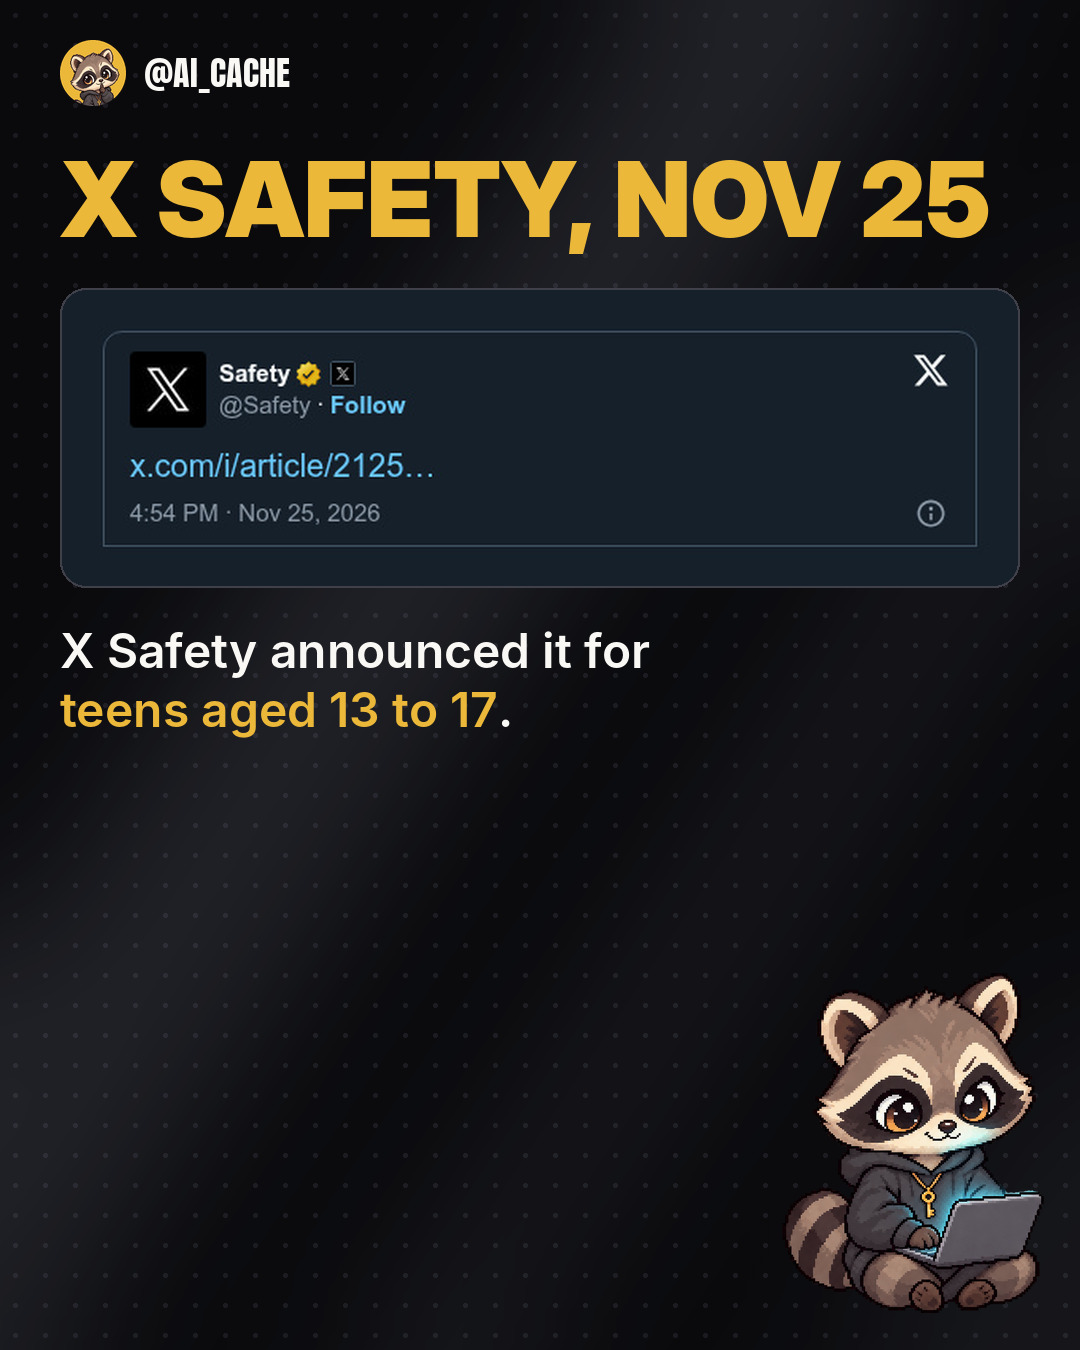 @AI_CACHE
X SAFETY, NOV 25
Safety
@Safety · Follow
x.com/i/article/2125…
4:54 PM · Nov 25, 2026
X Safety announced it for
teens aged 13 to 17.